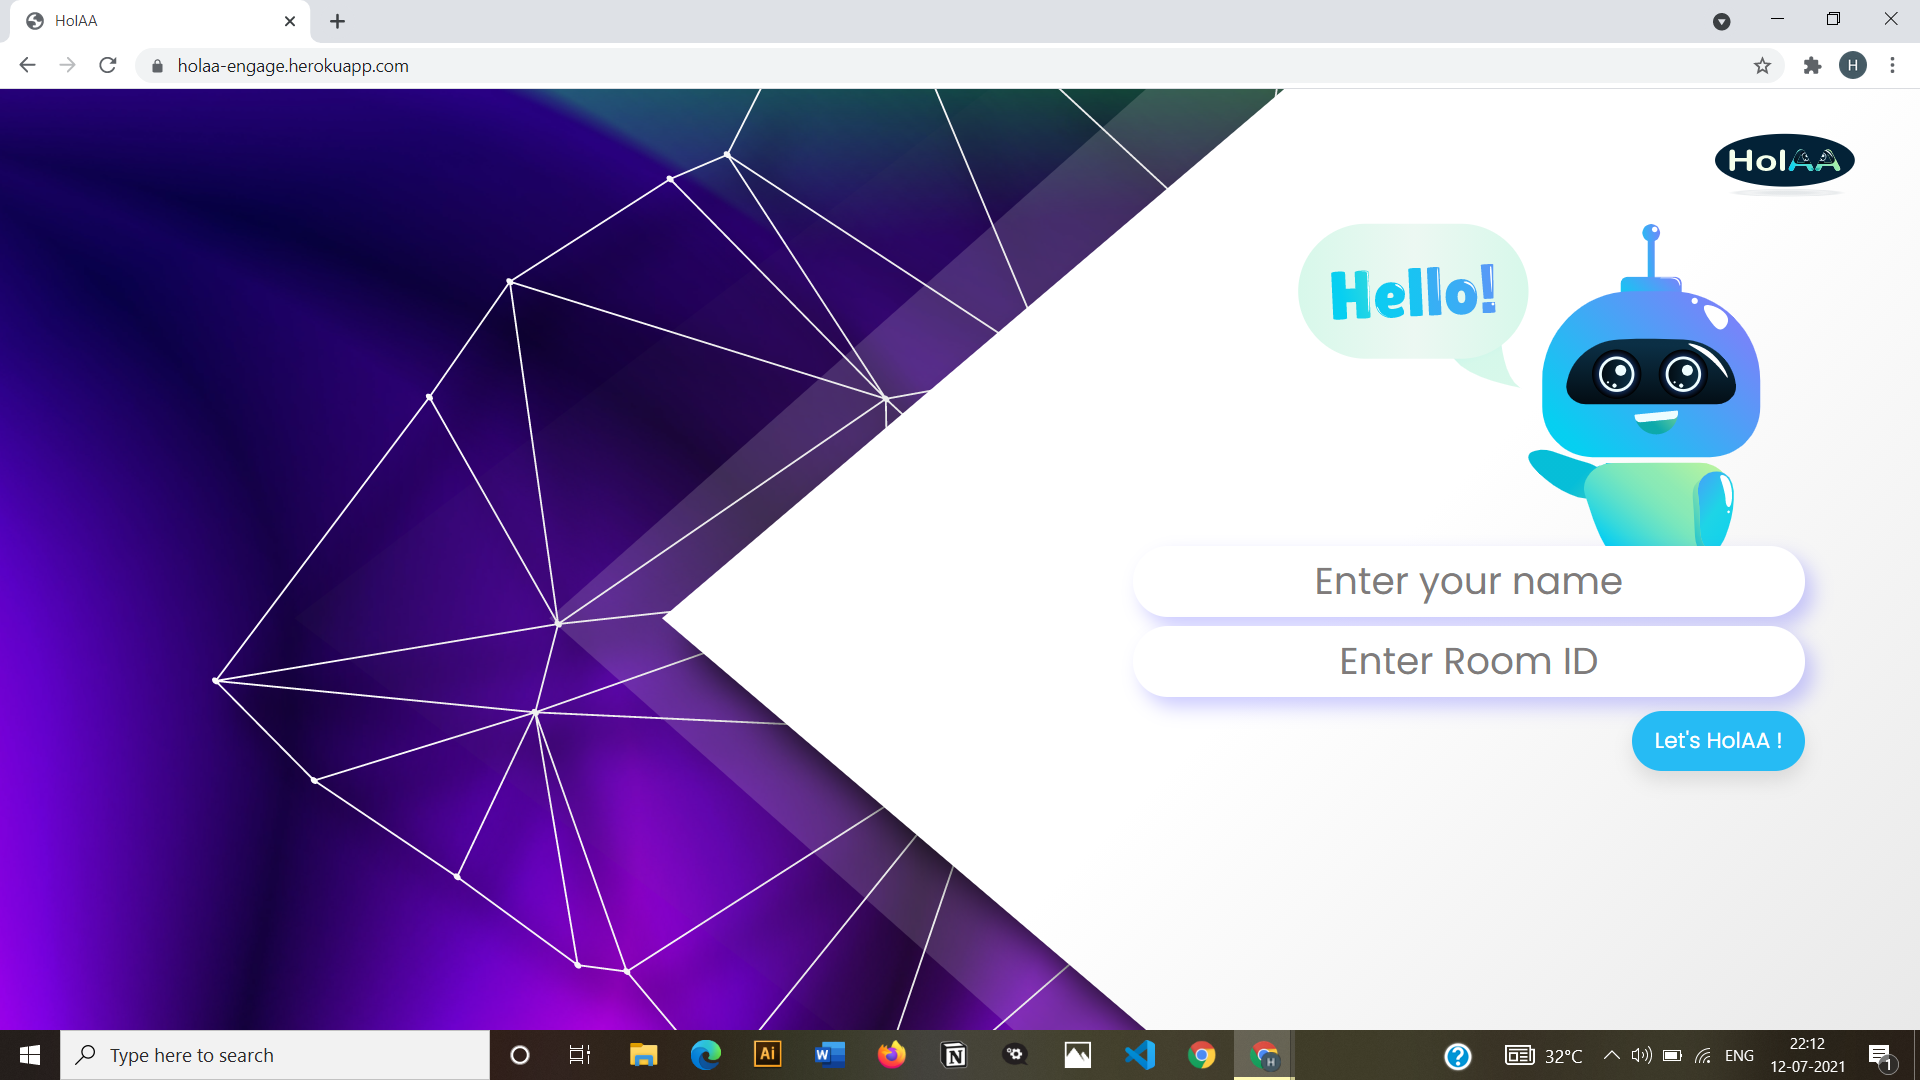 HolAA
holaa-engage.herokuapp.com
H
HolAA
Hello!
Enter your name
Enter Room ID
Let's HolAA !
Type here to search
Ai
W
N
H
?
32°C
ENG
22:12
12-07-2021
1